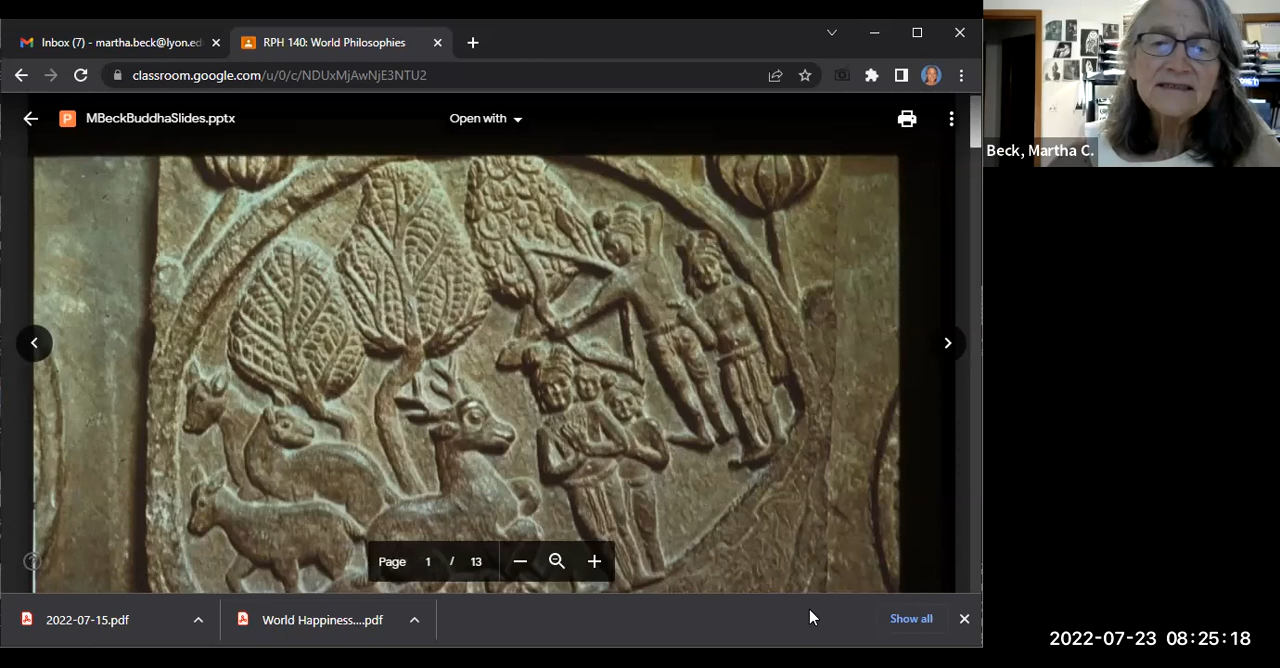 Inbox (7) - martha.beck@lyon.ed
RPH 140: World Philosophies
classroom.google.com/u/0/c/NDUxMjAwNjE3NTU2
MBeckBuddhaSlides.pptx
Open with
Beck, Martha C.
Page 1 / 13
2022-07-15.pdf
World Happiness....pdf
Show all
2022-07-23 08:25:18